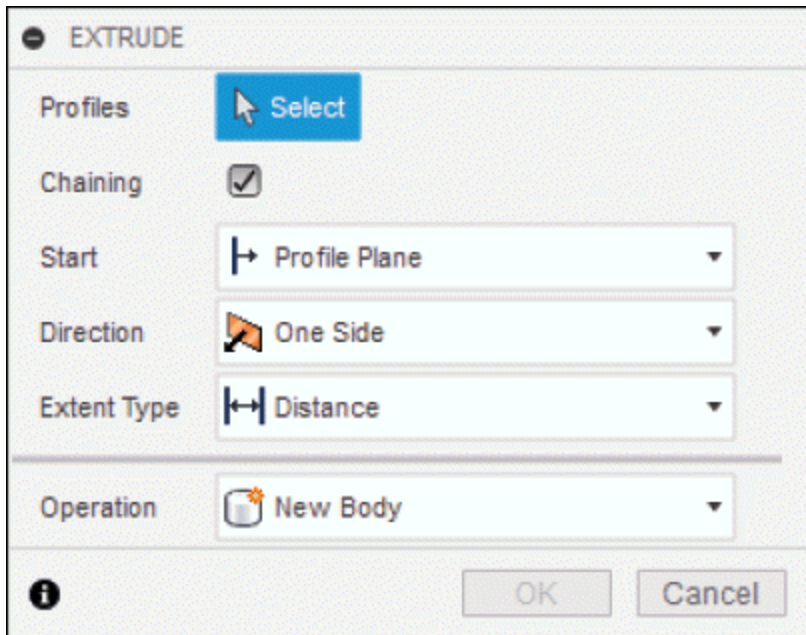 EXTRUDE
Profiles Select
Chaining
Start Profile Plane
Direction One Side
Extent Type Distance
Operation New Body
OK Cancel